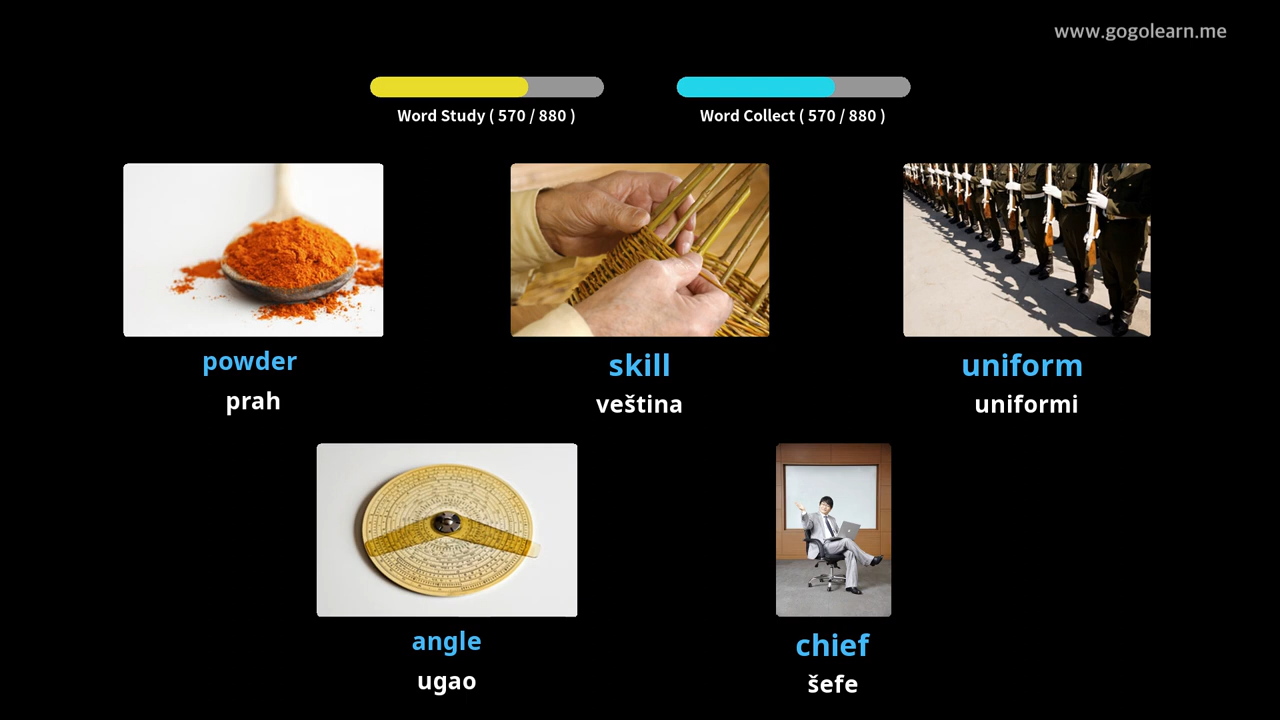 www.gogolearn.me
Word Study ( 570 / 880 )
Word Collect ( 570 / 880 )
powder
prah
skill
veština
uniform
uniformi
angle
ugao
chief
šefe